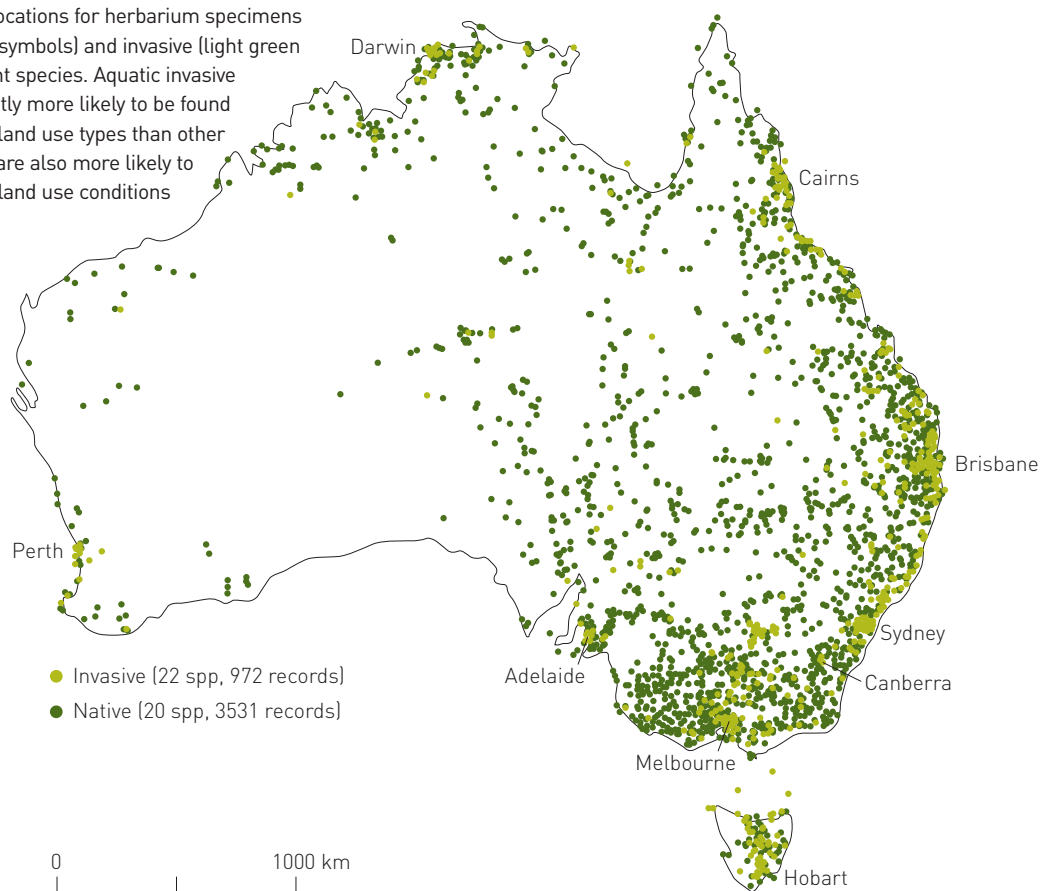 ocations for herbarium specimens
symbols) and invasive (light green
nt species. Aquatic invasive
tly more likely to be found
land use types than other
are also more likely to
land use conditions
Darwin
Cairns
Brisbane
Perth
Sydney
Adelaide
Canberra
Invasive (22 spp, 972 records)
Native (20 spp, 3531 records)
Melbourne
0 1000 km
Hobart